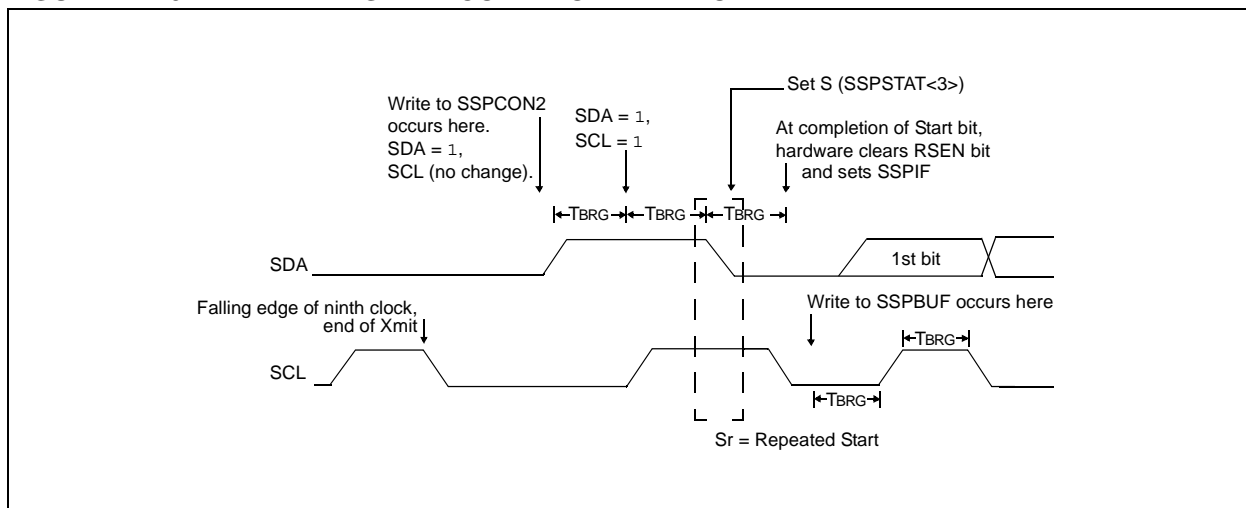 Set S (SSPSTAT<3>)
Write to SSPCON2
occurs here.
SDA = 1,
SCL (no change).
SDA = 1,
SCL = 1
At completion of Start bit,
hardware clears RSEN bit
and sets SSPIF
TBRG
TBRG
TBRG
SDA
1st bit
Falling edge of ninth clock,
end of Xmit
Write to SSPBUF occurs here
TBRG
SCL
TBRG
Sr = Repeated Start